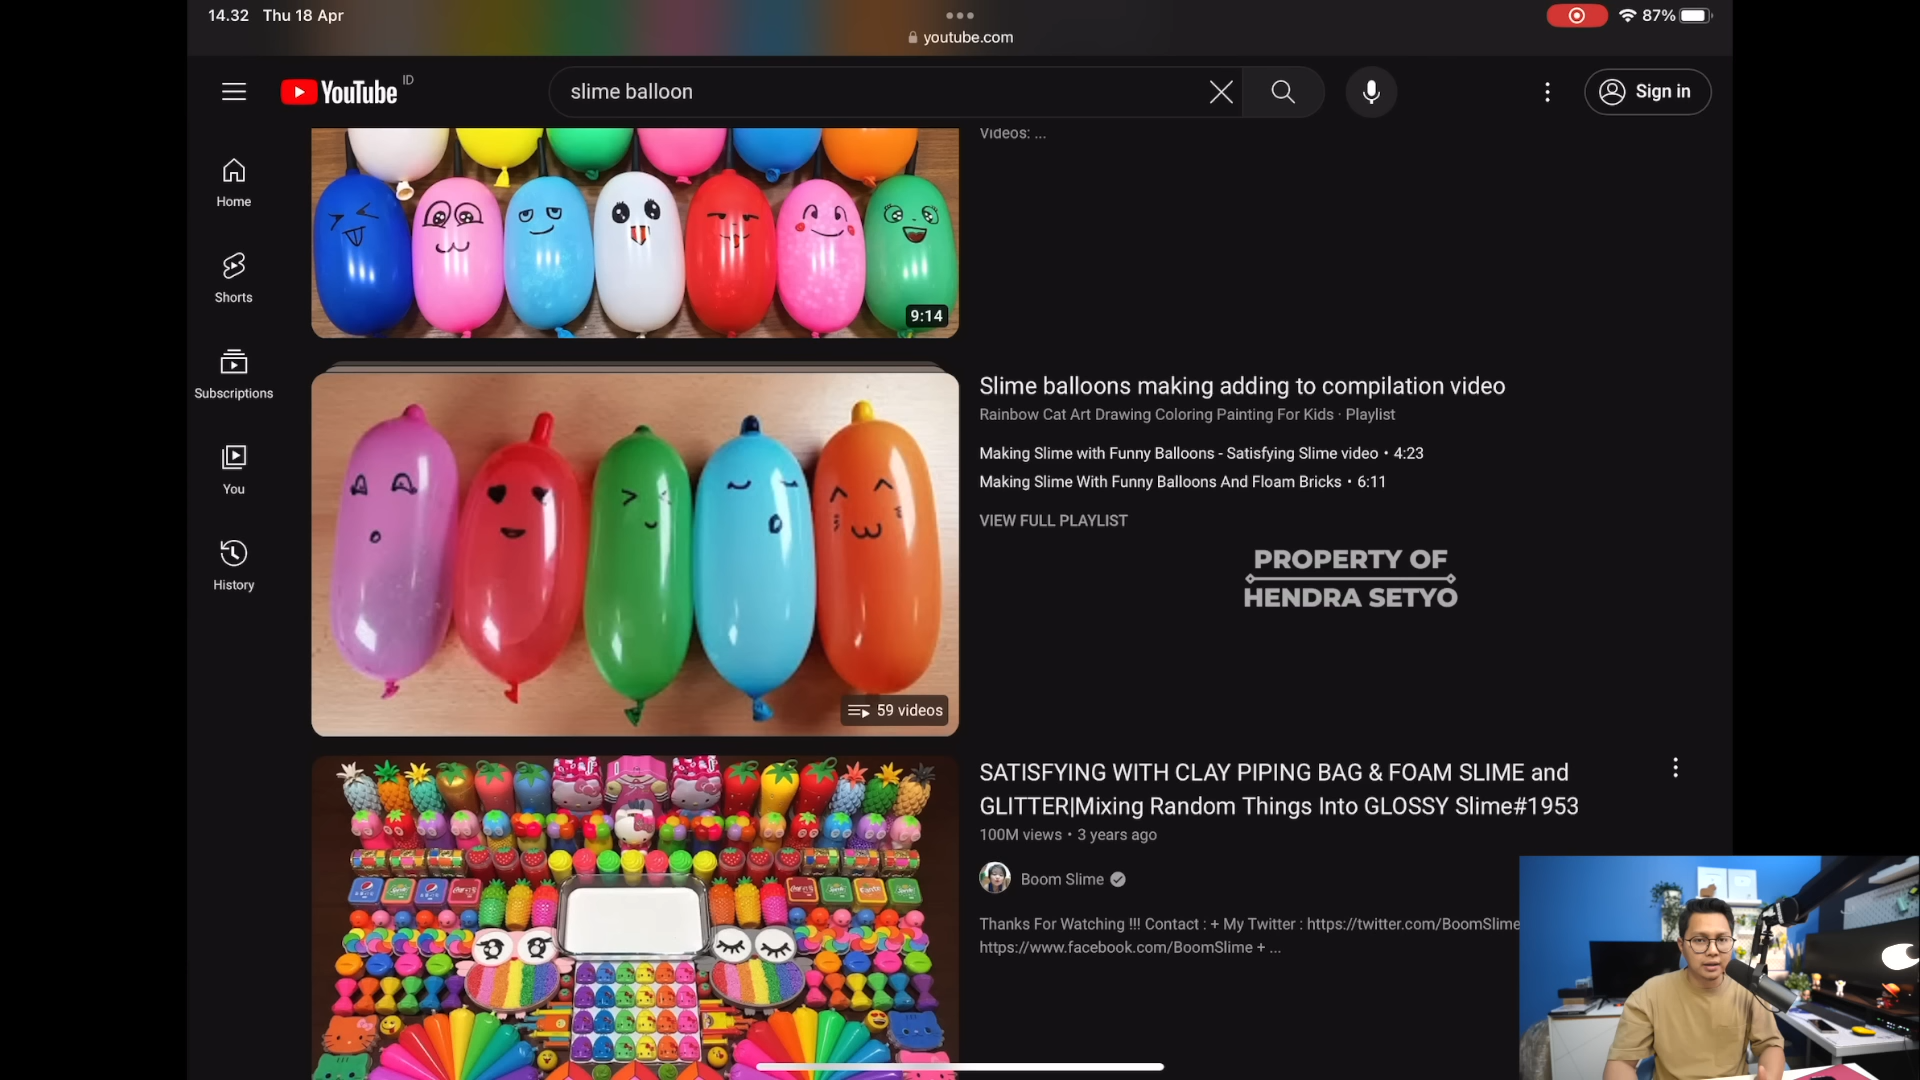 14.32 Thu 18 Apr
youtube.com
87%
YouTube ID
slime balloon
Sign in
Home
Shorts
Subscriptions
You
History
Videos: ...
9:14
Slime balloons making adding to compilation video
Rainbow Cat Art Drawing Coloring Painting For Kids · Playlist
Making Slime with Funny Balloons - Satisfying Slime video • 4:23
Making Slime With Funny Balloons And Floam Bricks • 6:11
VIEW FULL PLAYLIST
59 videos
PROPERTY OF
HENDRA SETYO
SATISFYING WITH CLAY PIPING BAG & FOAM SLIME and
GLITTER|Mixing Random Things Into GLOSSY Slime#1953
100M views • 3 years ago
Boom Slime
Thanks For Watching !!! Contact : + My Twitter : https://twitter.com/BoomSlime
https://www.facebook.com/BoomSlime + ...